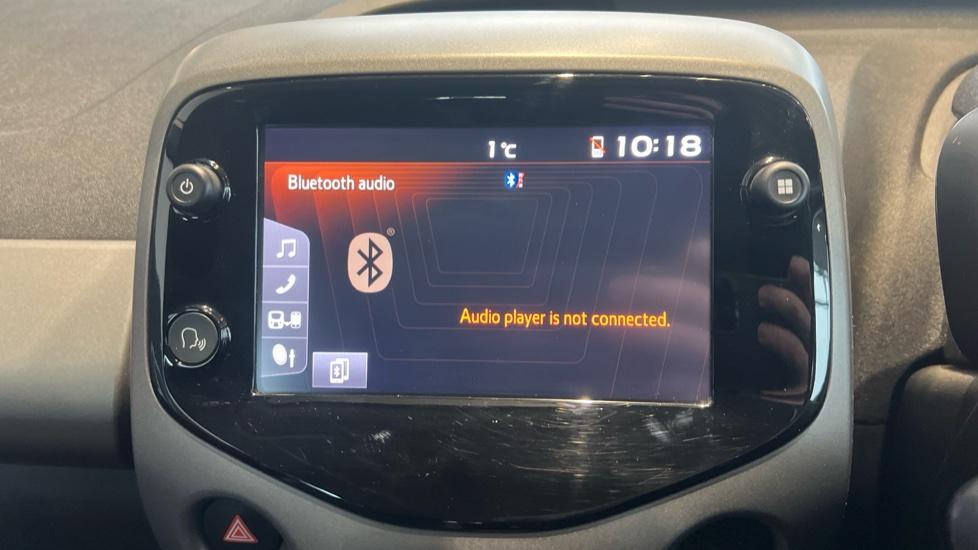 1°C 10:18
Bluetooth audio
®
Audio player is not connected.